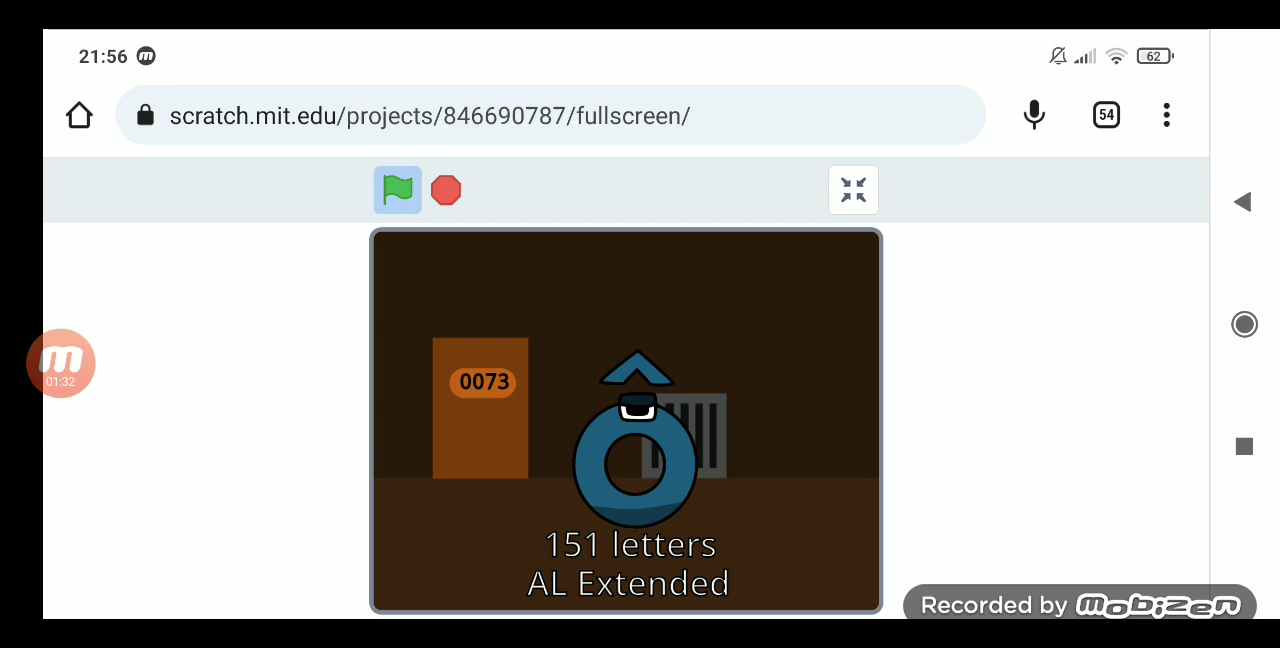 21:56
62
scratch.mit.edu/projects/846690787/fullscreen/
54
0073
01:32
Ô
151 letters
AL Extended
Recorded by mobizen